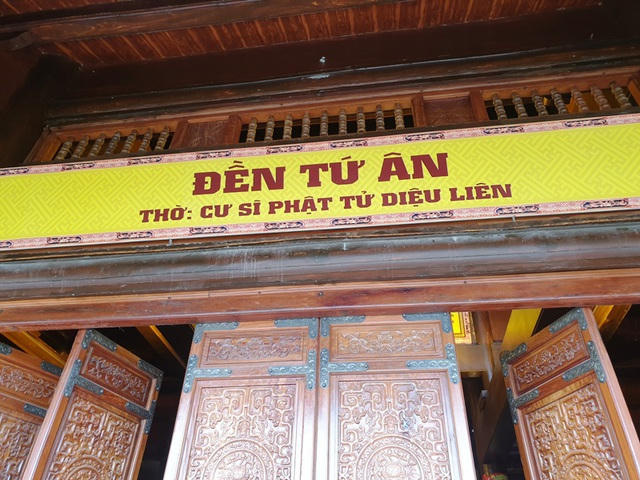 ĐỀN TỨ ÂN
THỜ: CƯ SĨ PHẬT TỬ DIỆU LIÊN